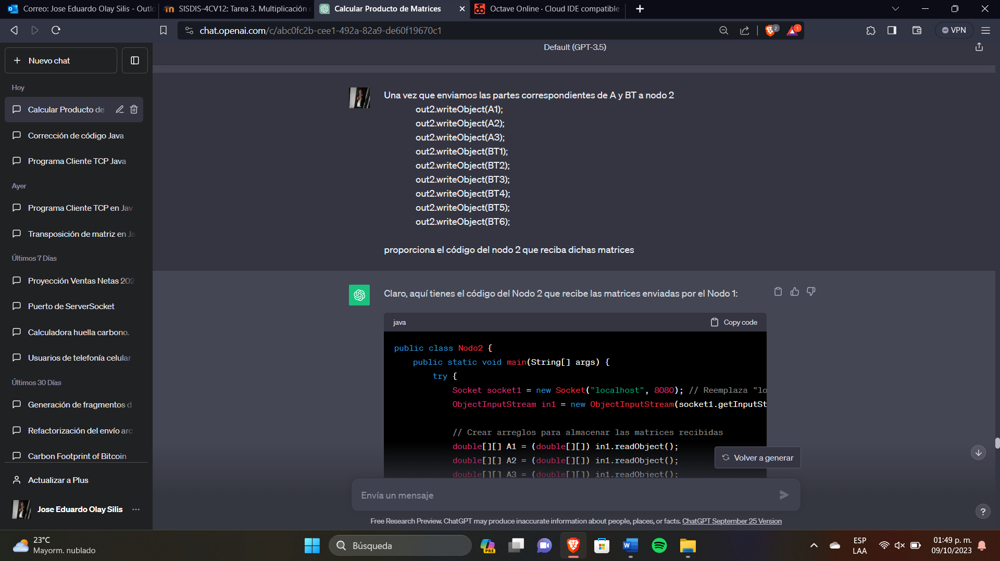 Correo: Jose Eduardo Olay Silis - Outlo
SISDIS-4CV12: Tarea 3. Multiplicación
Calcular Producto de Matrices
Octave Online · Cloud IDE compatible
chat.openai.com/c/abc0fc2b-cee1-492a-82a9-de60f19670c1
2
1
VPN
Nuevo chat
Default (GPT-3.5)
Hoy
Calcular Producto de
Corrección de código Java
Programa Cliente TCP Java
Ayer
Programa Cliente TCP en Jav
Transposición de matriz en Ja
Últimos 7 Días
Proyección Ventas Netas 202
Puerto de ServerSocket
Calculadora huella carbono.
Usuarios de telefonía celular
Últimos 30 Días
Generación de fragmentos d
Refactorización del envío arc
Carbon Footprint of Bitcoin
Actualizar a Plus
Jose Eduardo Olay Silis
Una vez que enviamos las partes correspondientes de A y BT a nodo 2
out2.writeObject(A1);
out2.writeObject(A2);
out2.writeObject(A3);
out2.writeObject(BT1);
out2.writeObject(BT2);
out2.writeObject(BT3);
out2.writeObject(BT4);
out2.writeObject(BT5);
out2.writeObject(BT6);
proporciona el código del nodo 2 que reciba dichas matrices
Claro, aquí tienes el código del Nodo 2 que recibe las matrices enviadas por el Nodo 1:
java
Copy code
public class Nodo2 {
public static void main(String[] args) {
try {
Socket socket1 = new Socket("localhost", 8080); // Reemplaza "lo
ObjectInputStream in1 = new ObjectInputStream(socket1.getInputSt
// Crear arreglos para almacenar las matrices recibidas
double[][] A1 = (double[][]) in1.readObject();
double[][] A2 = (double[][]) in1.readObject();
double[][] A3 = (double[][]) in1.readObject();
Volver a generar
Envía un mensaje
Free Research Preview. ChatGPT may produce inaccurate information about people, places, or facts. ChatGPT September 25 Version
?
23°C
Mayorm. nublado
Búsqueda
PRE
ESP
LAA
01:49 p. m.
09/10/2023